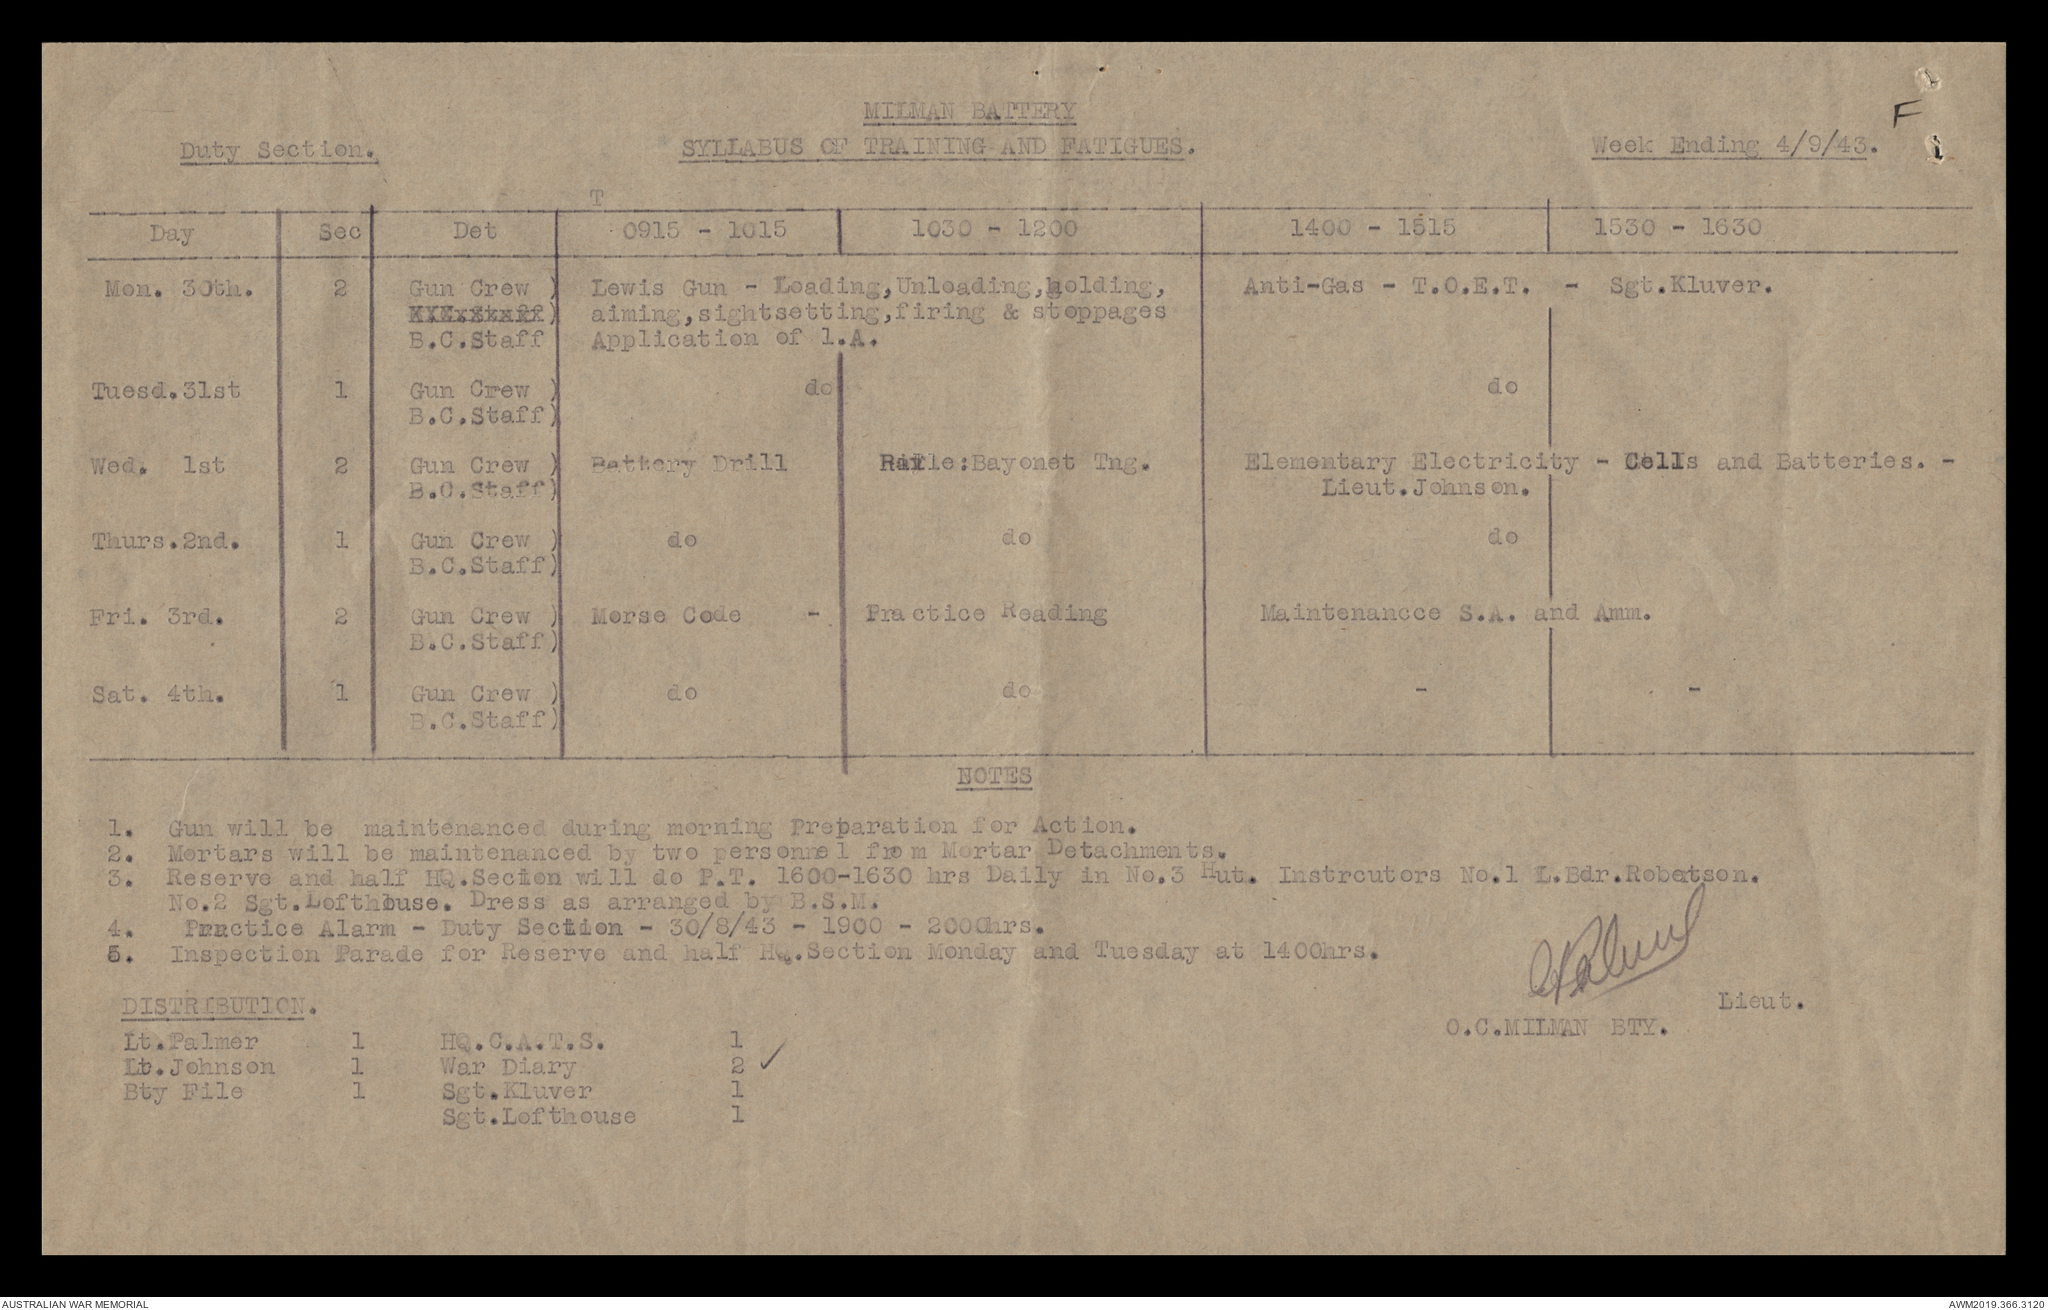 F
MILMAN BATTERY
Duty Section. SYLLABUS OF TRAINING AND FATIGUES. Week Ending 4/9/43.
T
Day Sec Det 0915 - 1015 1030 - 1200 1400 - 1515 1530 - 1630
Mon. 30th. 2 Gun Crew ) Lewis Gun - Loading,Unloading,holding, Anti-Gas - T.O.E.T. - Sgt.Kluver.
) aiming,sightsetting,firing & stoppages
B.C.Staff Application of 1.A.
Tuesd.31st 1 Gun Crew ) do do
B.C.Staff)
Wed. 1st 2 Gun Crew ) Battery Drill Rifle:Bayonet Tng. Elementary Electricity - Cells and Batteries. -
B.C.Staff) Lieut.Johnson.
Thurs.2nd. 1 Gun Crew ) do do do
B.C.Staff)
Fri. 3rd. 2 Gun Crew ) Morse Code - Practice Reading Maintenancce S.A. and Amm.
B.C.Staff)
Sat. 4th. 1 Gun Crew ) do do - -
B.C.Staff)
NOTES
1. Gun will be maintenanced during morning Preparation for Action.
2. Mortars will be maintenanced by two personnel from Mortar Detachments.
3. Reserve and half HQ.Secion will do P.T. 1600-1630 hrs Daily in No.3 Hut. Instrcutors No.1 L.Bdr.Robetson.
No.2 Sgt.Lofthouse. Dress as arranged by B.S.M.
4. Practice Alarm - Duty Section - 30/8/43 - 1900 - 2000hrs.
5. Inspection Parade for Reserve and half HQ.Section Monday and Tuesday at 1400hrs.
DISTRIBUTION. Lieut.
O.C.MILMAN BTY.
Lt.Palmer 1 HQ.C.A.T.S. 1
Lt.Johnson 1 War Diary 2 ✓
Bty File 1 Sgt.Kluver 1
Sgt.Lofthouse 1
AUSTRALIAN WAR MEMORIAL AWM2019.366.3120